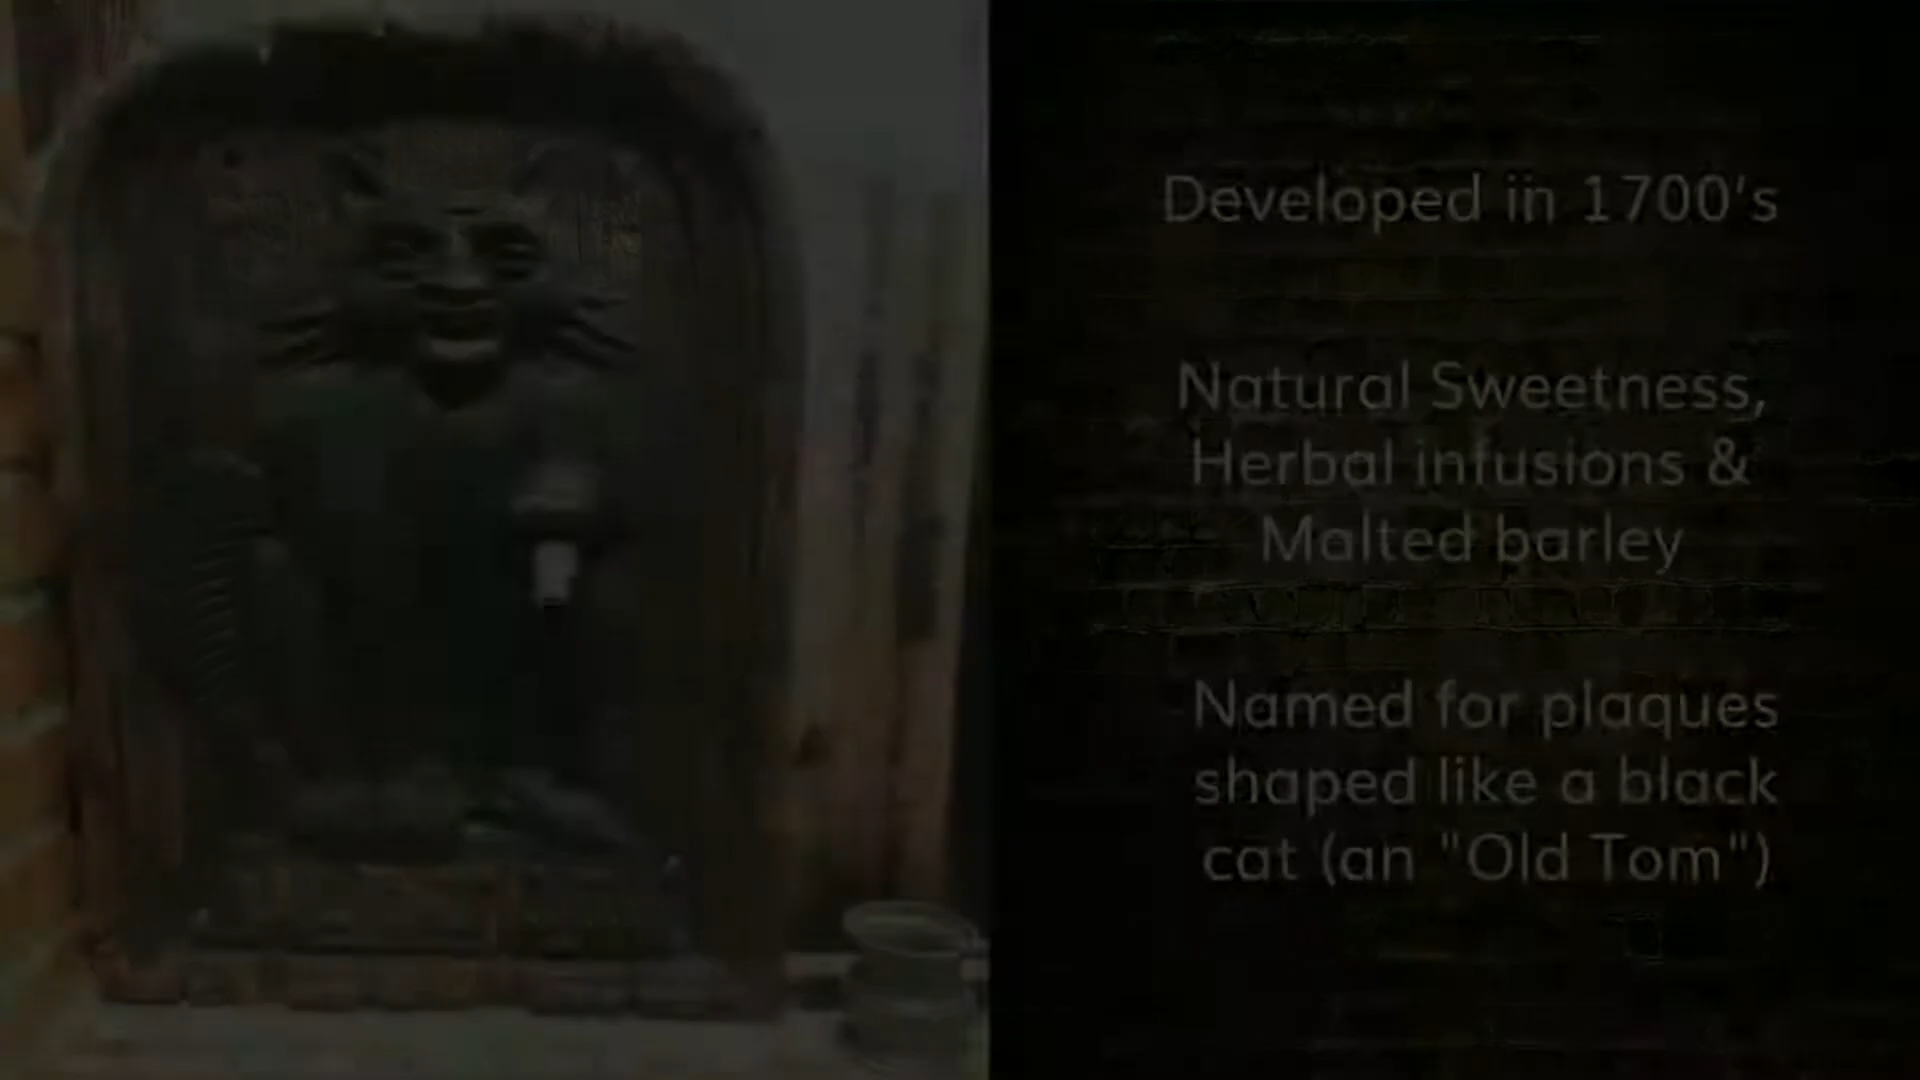 Developed in 1700's
Natural Sweetness,
Herbal infusions &
Malted barley
Named for plaques
shaped like a black
cat (an "Old Tom")